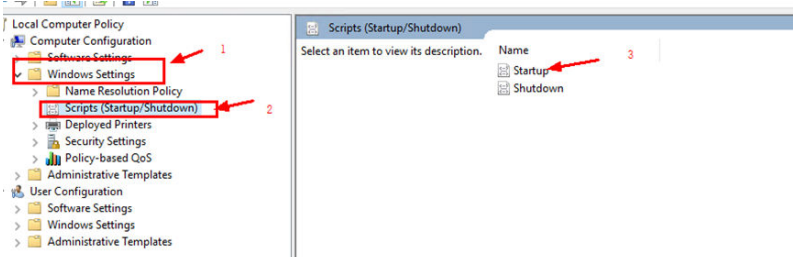 Local Computer Policy
Computer Configuration
Software Settings
Windows Settings
Name Resolution Policy
Scripts (Startup/Shutdown)
Deployed Printers
Security Settings
Policy-based QoS
Administrative Templates
User Configuration
Software Settings
Windows Settings
Administrative Templates
1
2
Scripts (Startup/Shutdown)
Select an item to view its description.
Name
Startup
Shutdown
3